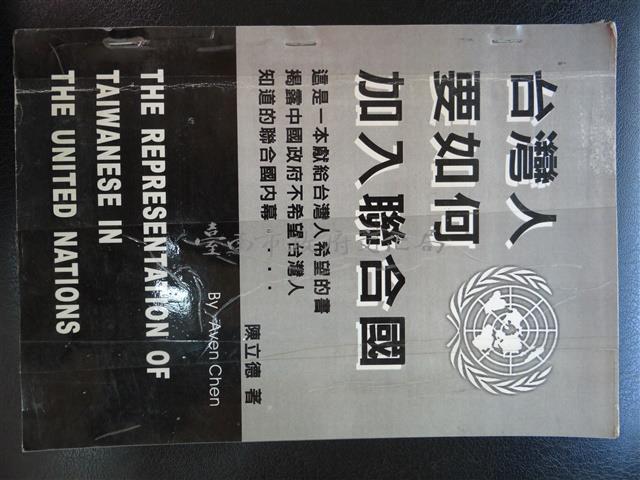 台灣人
要如何
加入聯合國
這是一本獻給台灣人希望的書
揭露中國政府不希望台灣人
知道的聯合國內幕....
陳立德 著
By Aven Chen
THE REPRESENTATION OF
TAIWANESE IN
THE UNITED NATIONS